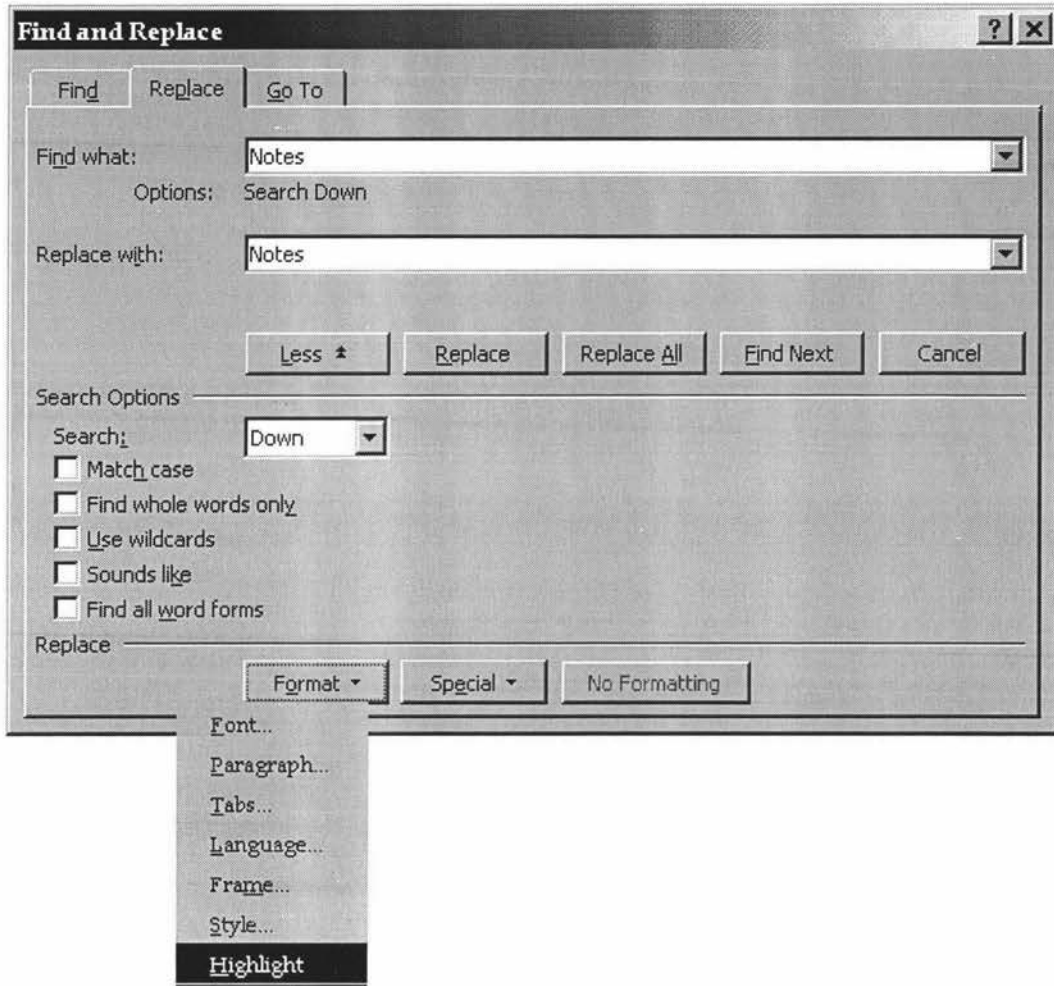 Find and Replace
Find Replace Go To
Find what: Notes
Options: Search Down
Replace with: Notes
Less Replace Replace All Find Next Cancel
Search Options
Search: Down
Match case
Find whole words only
Use wildcards
Sounds like
Find all word forms
Replace
Format Special No Formatting
Font...
Paragraph...
Tabs...
Language...
Frame...
Style...
Highlight